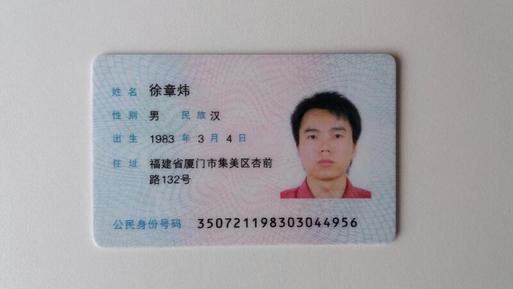 姓名 徐章炜
性别 男 民族 汉
出生 1983 年 3 月 4 日
住址 福建省厦门市集美区杏前
路132号
公民身份号码 350721198303044956